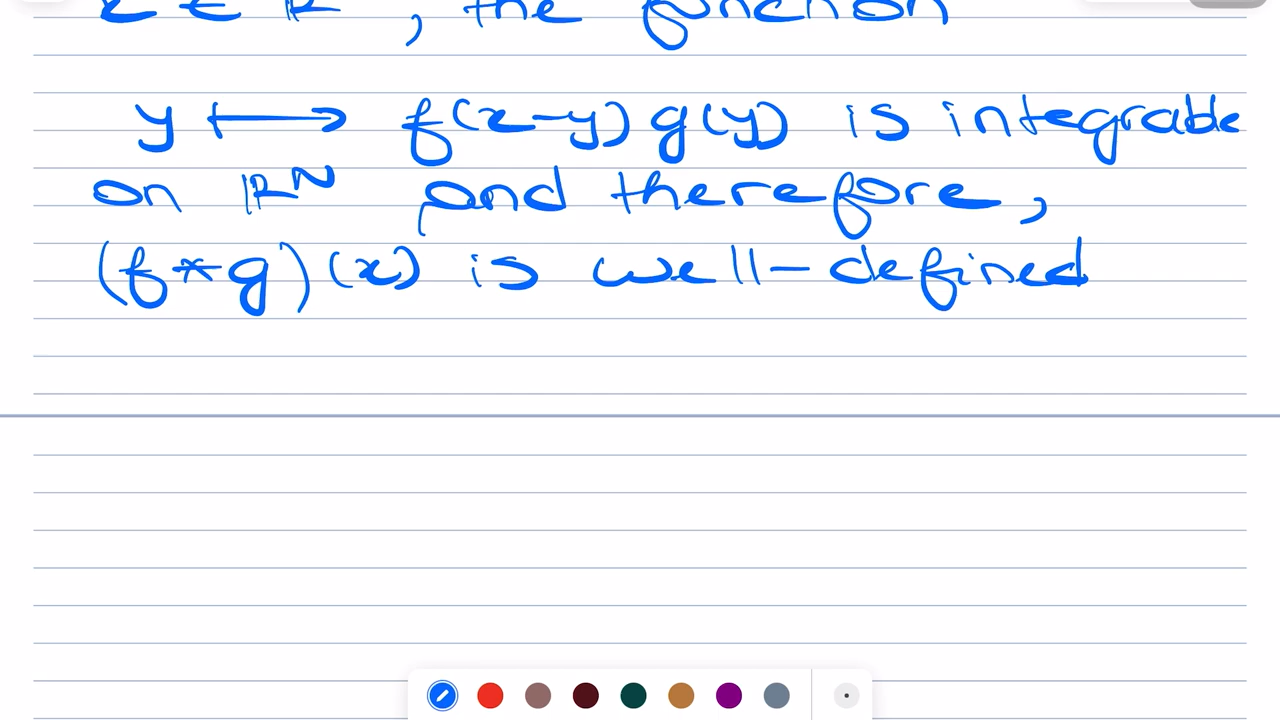 x ∈ ℝ , the function
y ⟼ f(x-y)g(y) is integrable
on ℝᴺ and therefore,
(f*g)(x) is well-defined